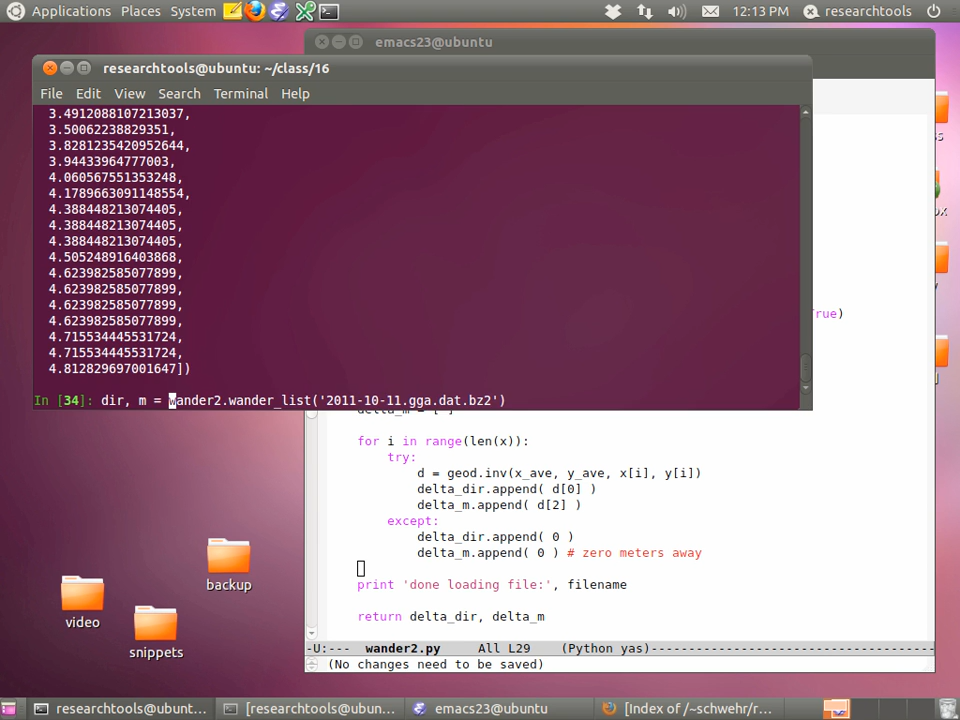 Applications Places System 12:13 PM researchtools
emacs23@ubuntu
researchtools@ubuntu: ~/class/16
File Edit View Search Terminal Help
3.4912088107213037,
3.50062238829351,
3.8281235420952644,
3.94433964777003,
4.060567551353248,
4.1789663091148554,
4.388448213074405,
4.388448213074405,
4.388448213074405,
4.505248916403868,
4.623982585077899,
4.623982585077899,
4.623982585077899,
4.623982585077899,
4.715534445531724,
4.715534445531724,
4.812829697001647])
In [34]: dir, m = wander2.wander_list('2011-10-11.gga.dat.bz2')
True)
delta_m = [ ]
for i in range(len(x)):
try:
d = geod.inv(x_ave, y_ave, x[i], y[i])
delta_dir.append( d[0] )
delta_m.append( d[2] )
except:
delta_dir.append( 0 )
delta_m.append( 0 ) # zero meters away
print 'done loading file:', filename
return delta_dir, delta_m
-U:--- wander2.py All L29 (Python yas)--------------------------------------
(No changes need to be saved)
backup
video
snippets
researchtools@ubuntu:... [researchtools@ubun... emacs23@ubuntu [Index of /~schwehr/r...